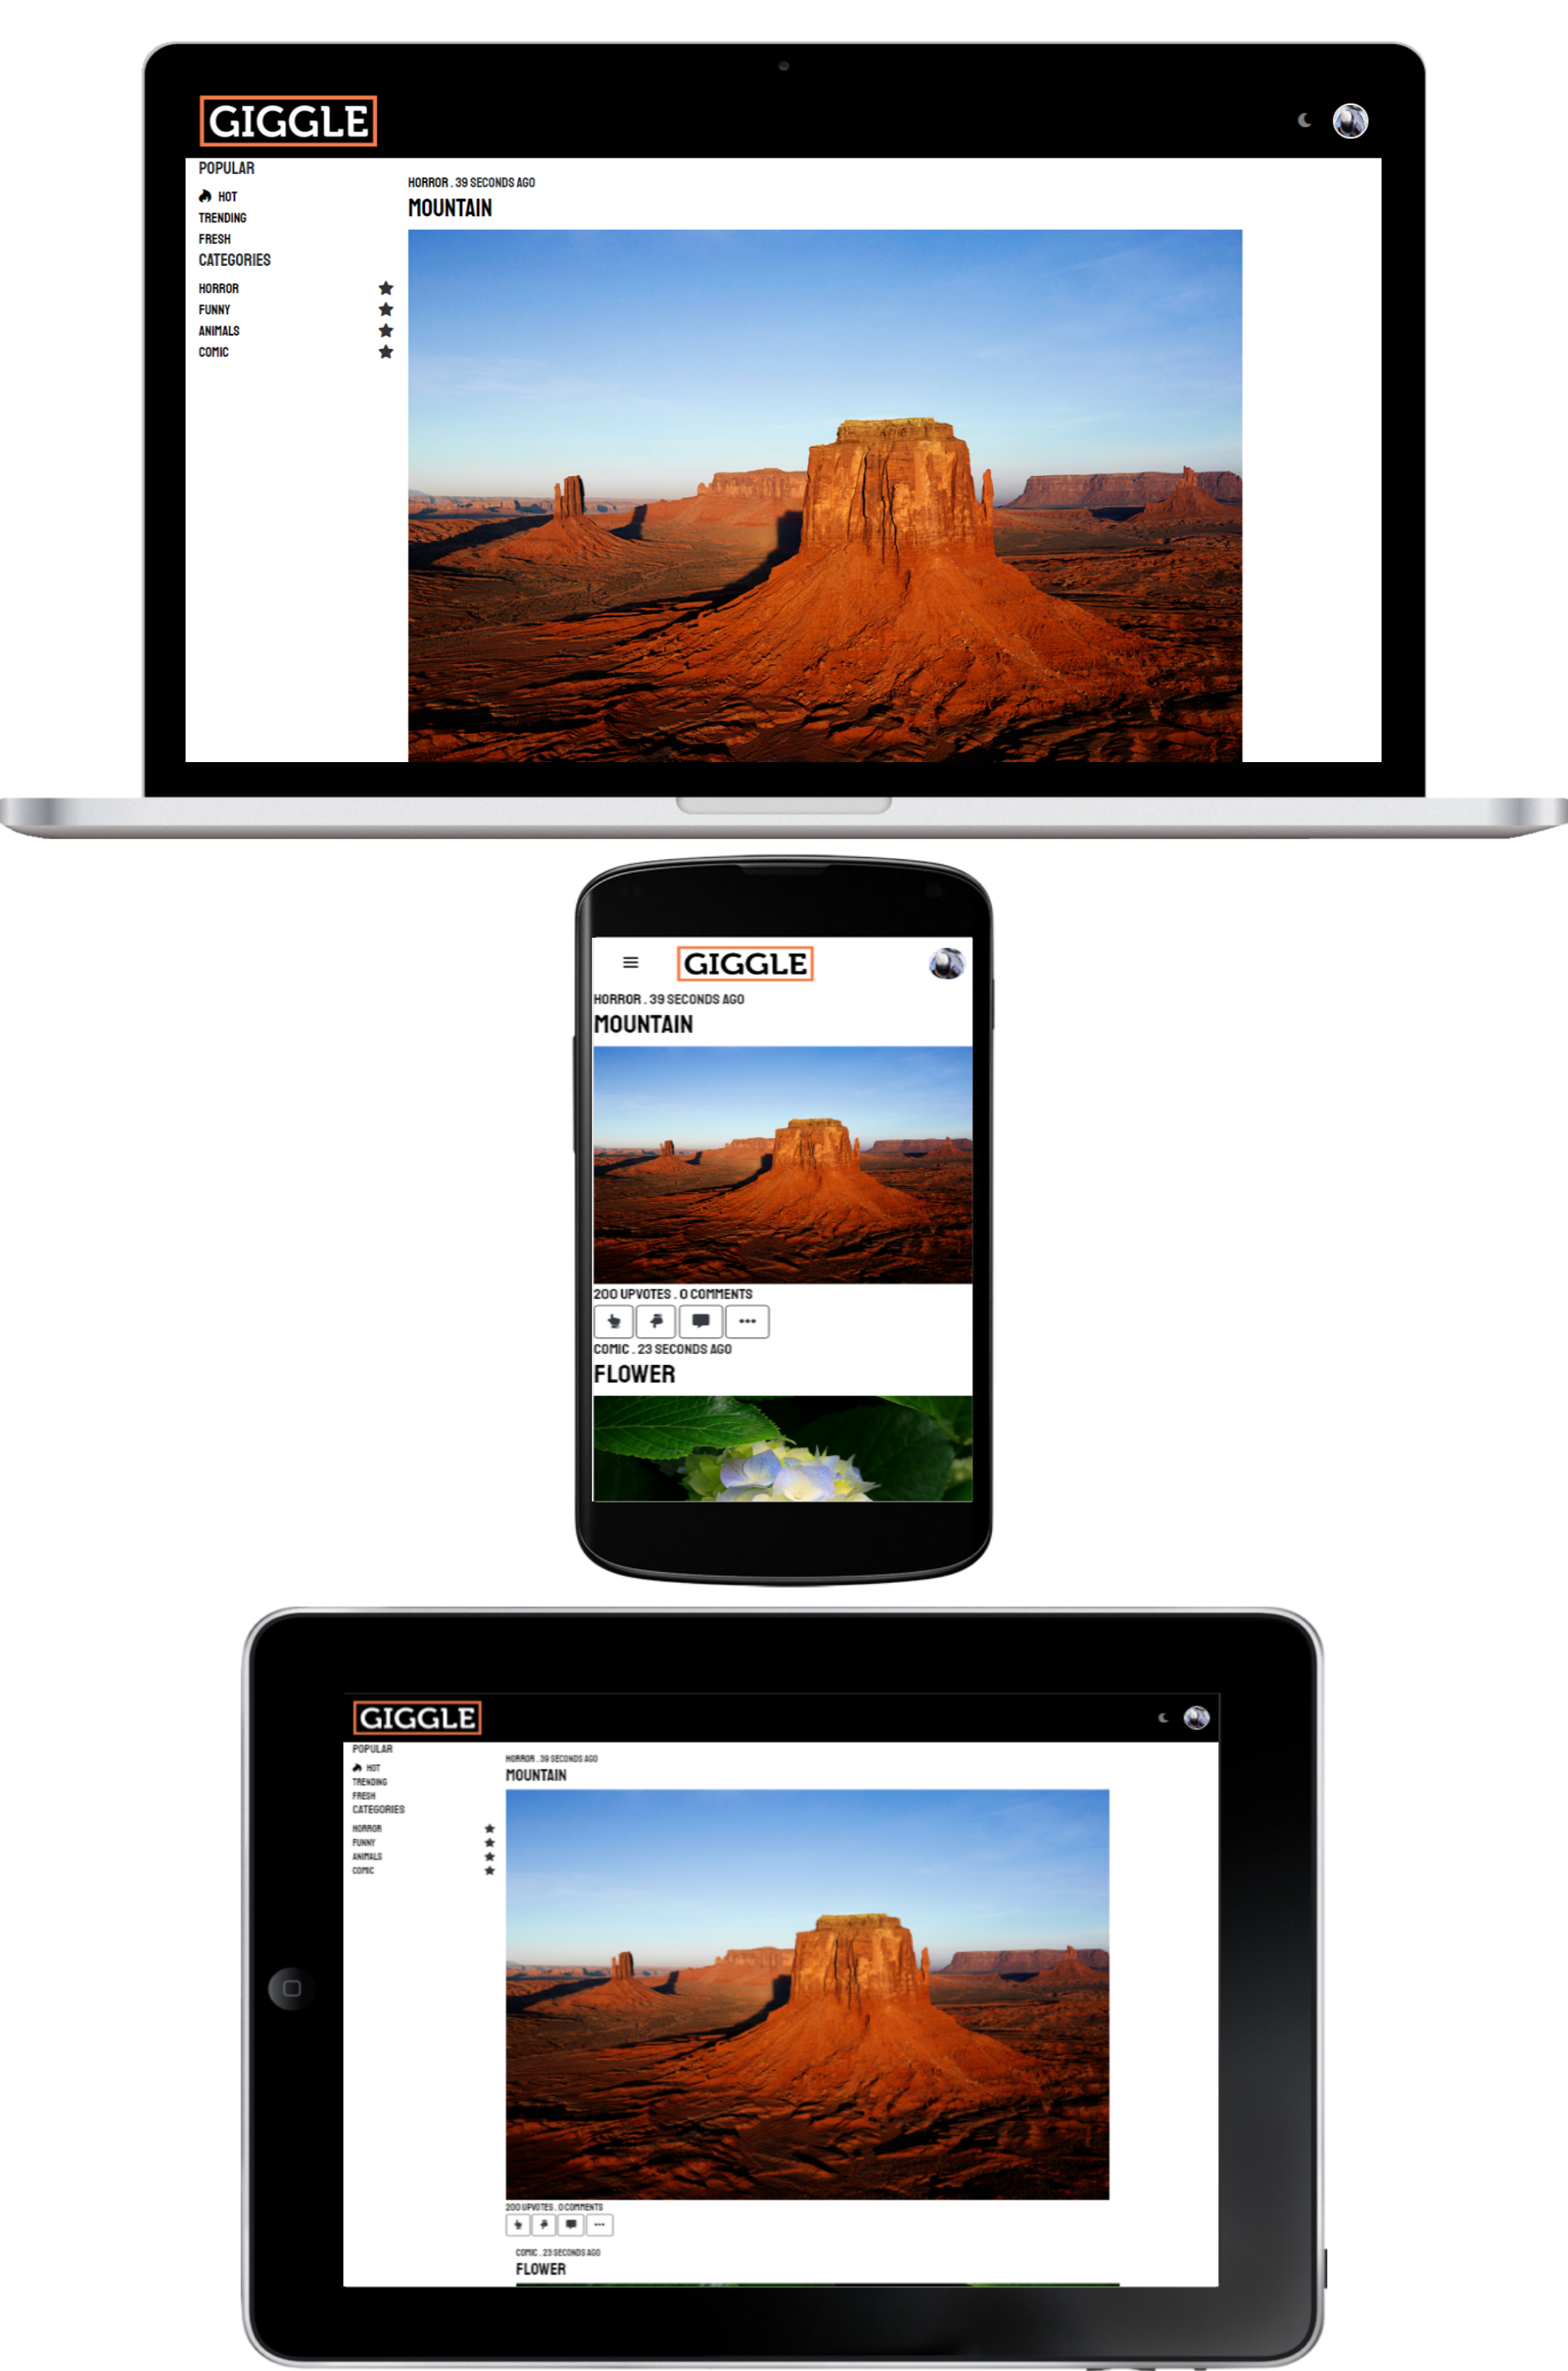 GIGGLE
POPULAR
HOT
TRENDING
FRESH
CATEGORIES
HORROR
FUNNY
ANIMALS
COMIC
HORROR . 39 SECONDS AGO
MOUNTAIN
GIGGLE
HORROR . 39 SECONDS AGO
MOUNTAIN
200 UPVOTES . 0 COMMENTS
COMIC . 23 SECONDS AGO
FLOWER
GIGGLE
POPULAR
HOT
TRENDING
FRESH
CATEGORIES
HORROR
FUNNY
ANIMALS
COMIC
HORROR . 39 SECONDS AGO
MOUNTAIN
200 UPVOTES . 0 COMMENTS
COMIC . 23 SECONDS AGO
FLOWER